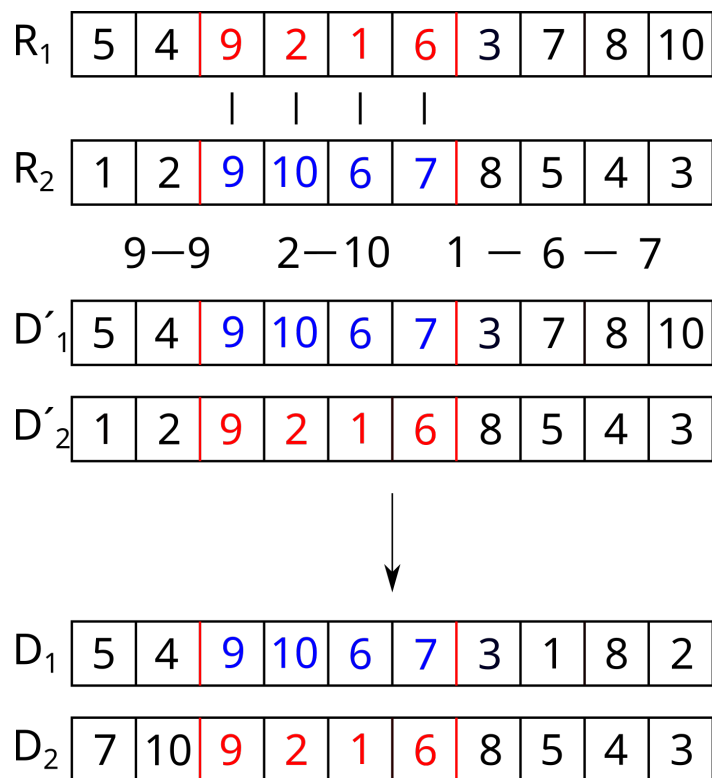 R₁ 5 4 9 2 1 6 3 7 8 10
R₂ 1 2 9 10 6 7 8 5 4 3
9—9 2—10 1 — 6 — 7
D´₁ 5 4 9 10 6 7 3 7 8 10
D´₂ 1 2 9 2 1 6 8 5 4 3
D₁ 5 4 9 10 6 7 3 1 8 2
D₂ 7 10 9 2 1 6 8 5 4 3